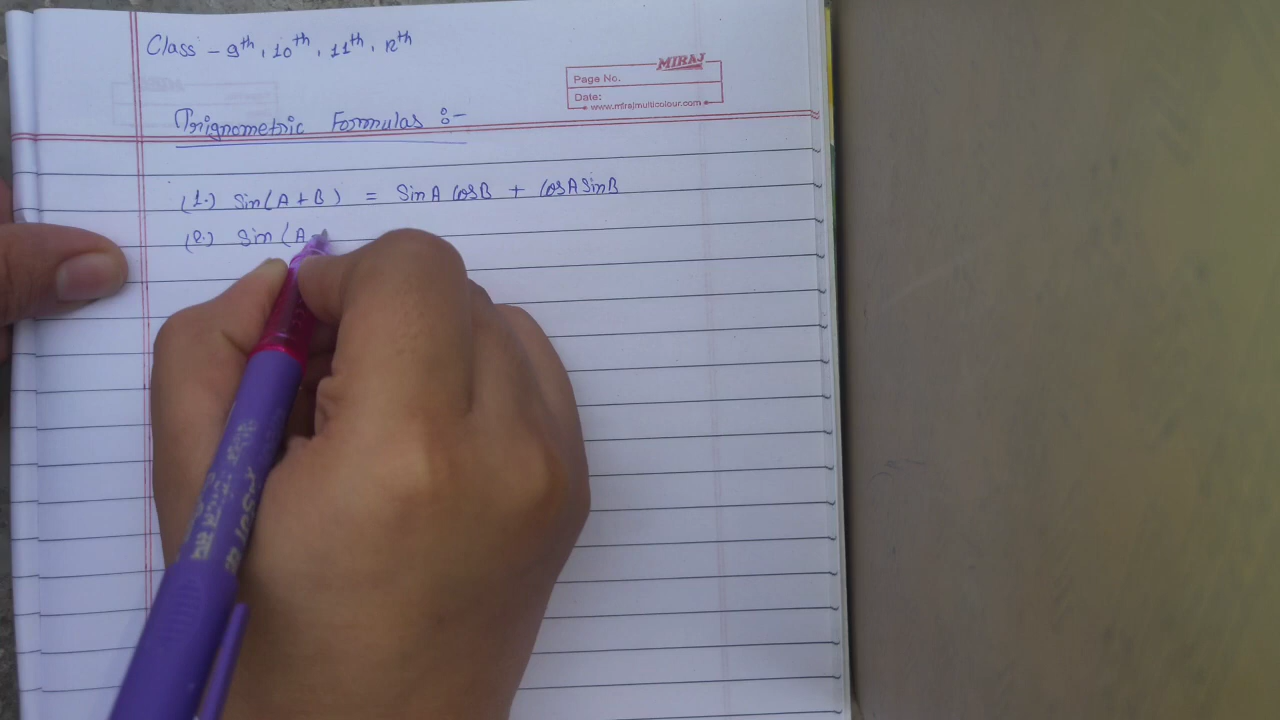 Class - 9th, 10th, 11th, 12th
MIRAJ
Page No.
Date:
www.mirajmulticolour.com
Trignometric Formulas :-
(1.) Sin(A+B) = SinA CosB + CosA SinB
(2.) Sin(A-